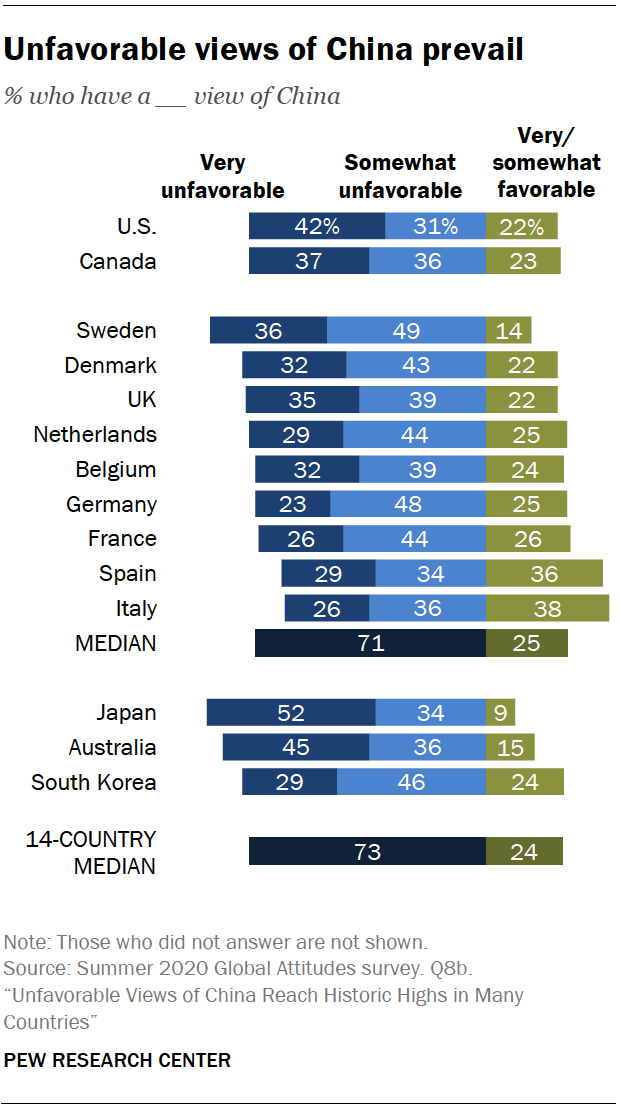 Unfavorable views of China prevail
% who have a __ view of China
Very unfavorable Somewhat unfavorable Very/somewhat favorable
U.S. 42% 31% 22%
Canada 37 36 23
Sweden 36 49 14
Denmark 32 43 22
UK 35 39 22
Netherlands 29 44 25
Belgium 32 39 24
Germany 23 48 25
France 26 44 26
Spain 29 34 36
Italy 26 36 38
MEDIAN 71 25
Japan 52 34 9
Australia 45 36 15
South Korea 29 46 24
14-COUNTRY
MEDIAN 73 24
Note: Those who did not answer are not shown.
Source: Summer 2020 Global Attitudes survey. Q8b.
“Unfavorable Views of China Reach Historic Highs in Many
Countries”
PEW RESEARCH CENTER